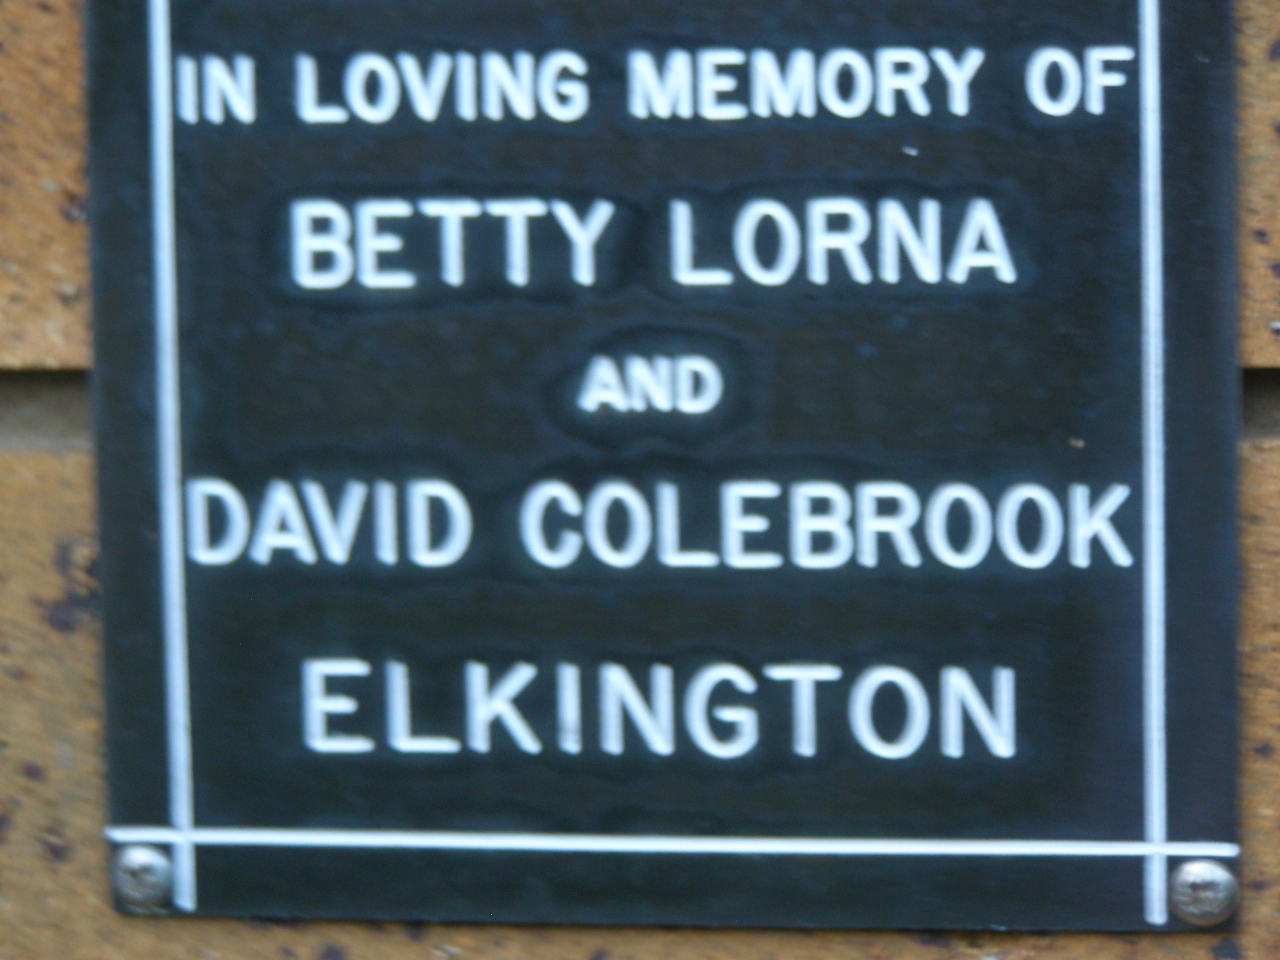 IN LOVING MEMORY OF
BETTY LORNA
AND
DAVID COLEBROOK
ELKINGTON